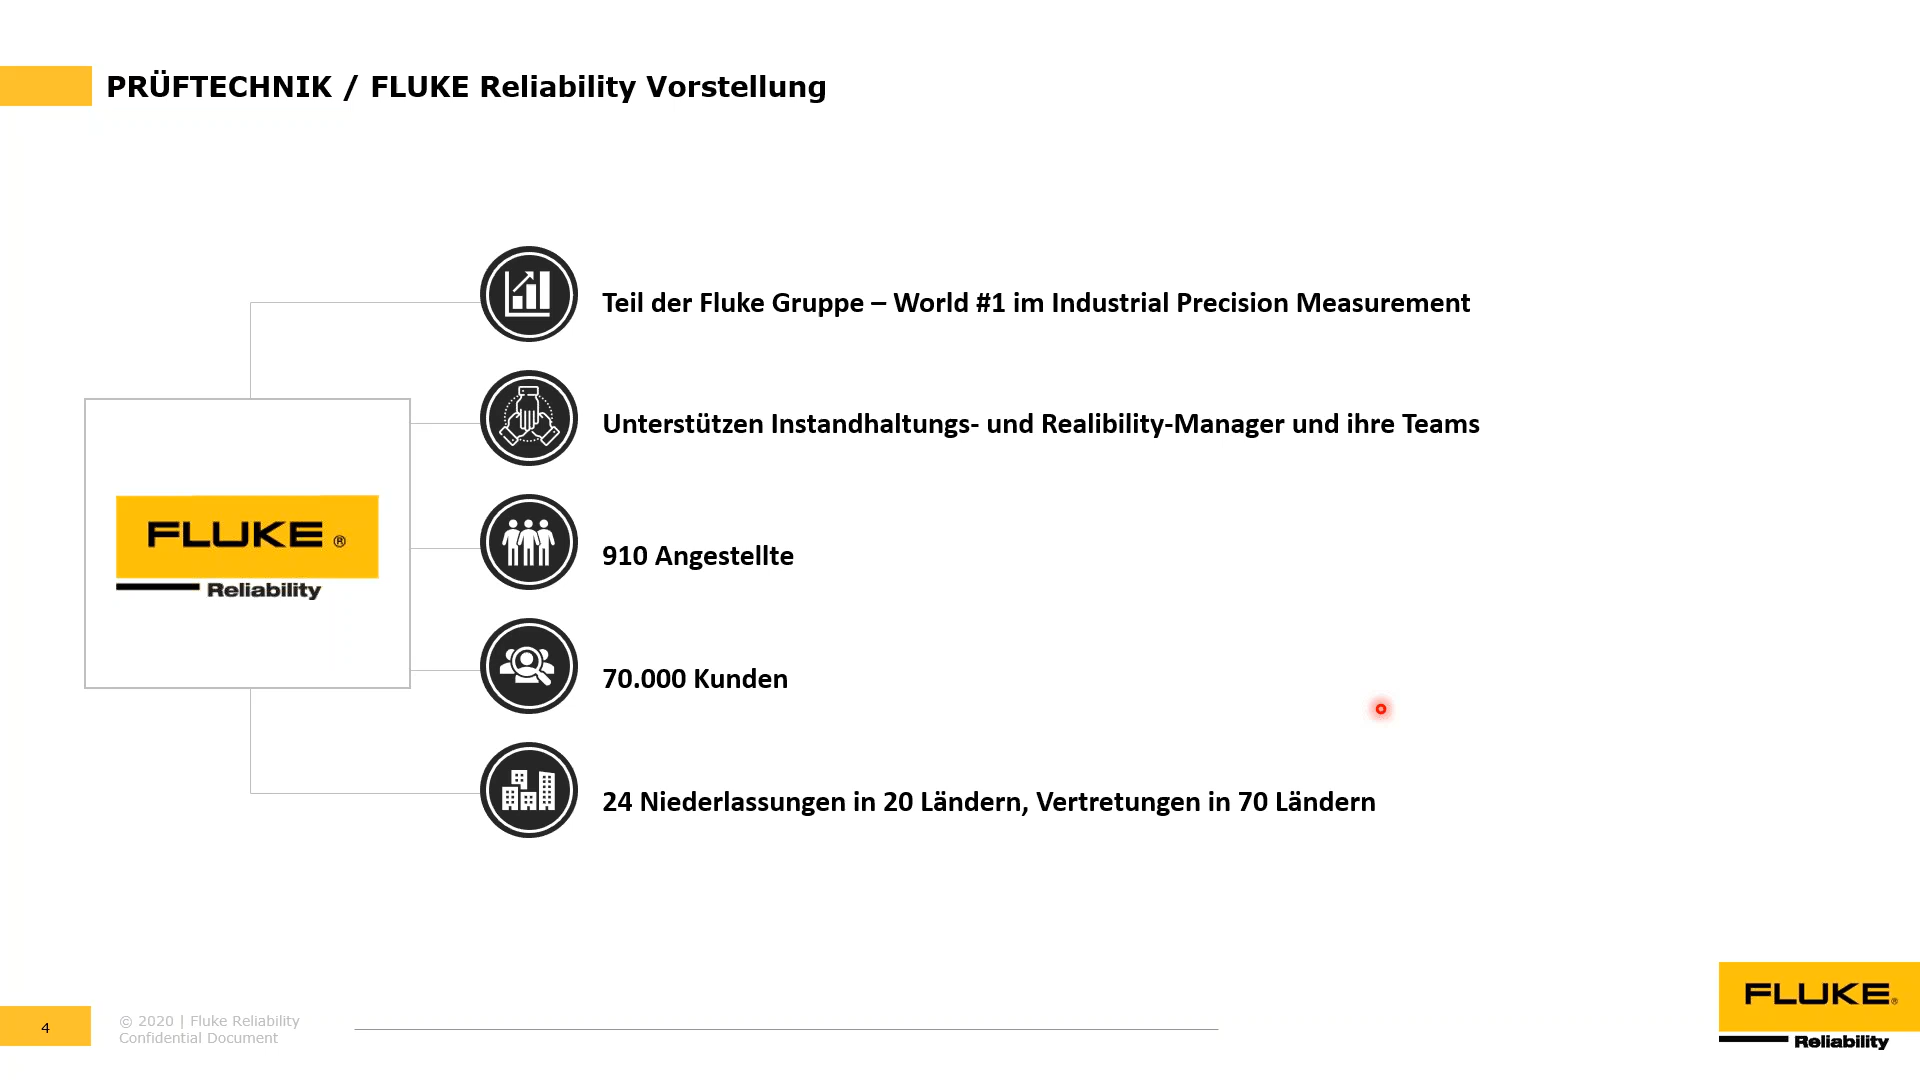 PRÜFTECHNIK / FLUKE Reliability Vorstellung
Teil der Fluke Gruppe – World #1 im Industrial Precision Measurement
Unterstützen Instandhaltungs- und Realibility-Manager und ihre Teams
FLUKE ®
Reliability
910 Angestellte
70.000 Kunden
24 Niederlassungen in 20 Ländern, Vertretungen in 70 Ländern
4
© 2020 | Fluke Reliability
Confidential Document
FLUKE®
Reliability